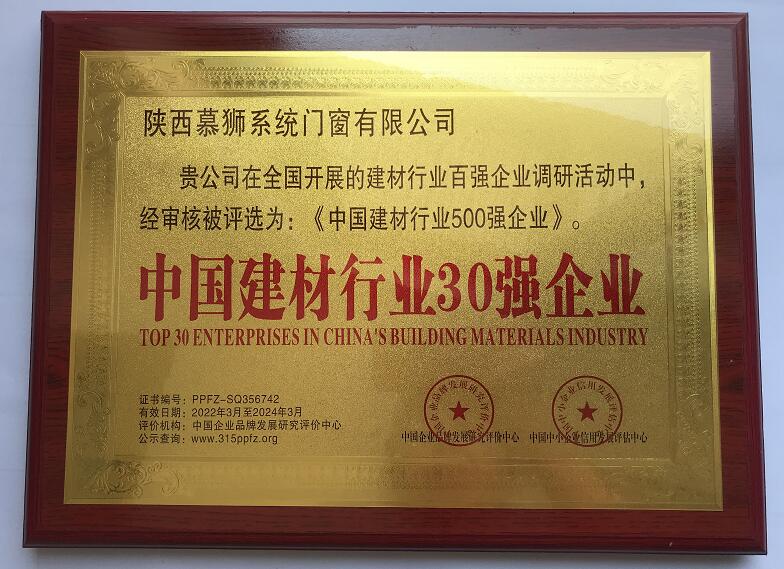 陕西慕狮系统门窗有限公司
贵公司在全国开展的建材行业百强企业调研活动中，
经审核被评选为：《中国建材行业500强企业》。
中国建材行业30强企业
TOP 30 ENTERPRISES IN CHINA'S BUILDING MATERIALS INDUSTRY
证书编号：PPFZ-SQ356742
有效日期：2022年3月至2024年3月
评价机构：中国企业品牌发展研究评价中心
公示查询：www.315ppfz.org
中国企业品牌发展研究评价中心
中国中小企业信用发展评估中心